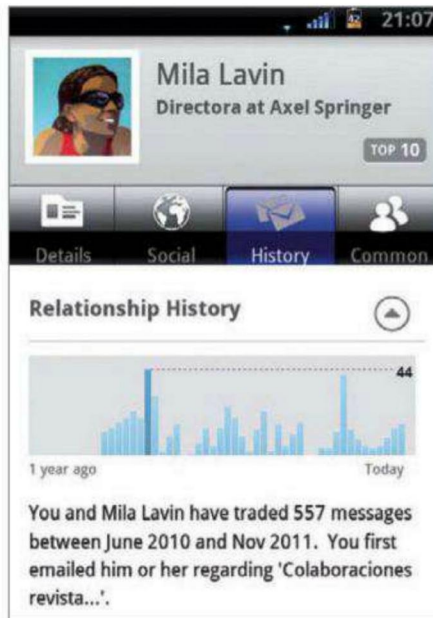 42 21:07
Mila Lavin
Directora at Axel Springer
TOP 10
Details Social History Common
Relationship History
44
1 year ago Today
You and Mila Lavin have traded 557 messages
between June 2010 and Nov 2011. You first
emailed him or her regarding 'Colaboraciones
revista...'.